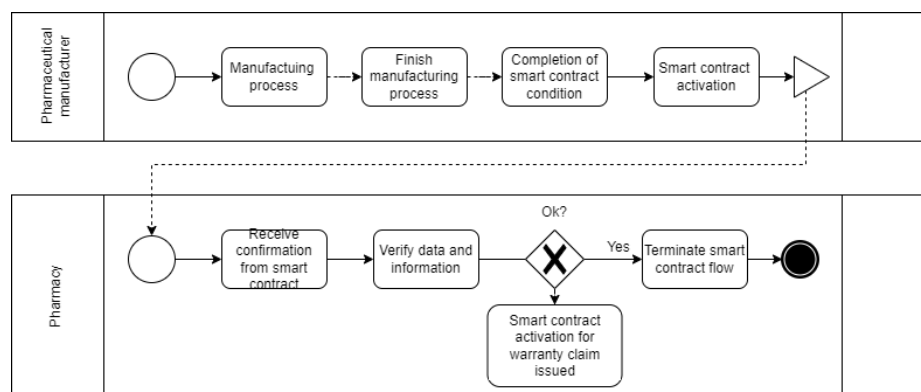 Pharmaceutical
manufacturer
Manufactuing
process
Finish
manufacturing
process
Completion of
smart contract
condition
Smart contract
activation
Pharmacy
Receive
confirmation
from smart
contract
Verify data and
information
Ok?
Yes
Terminate smart
contract flow
Smart contract
activation for
warranty claim
issued